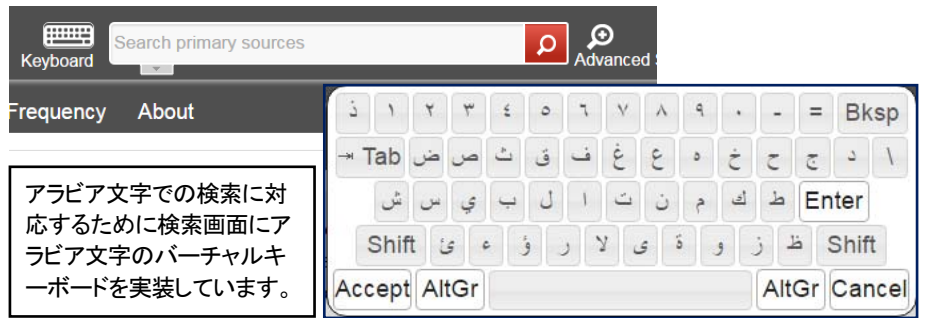 Keyboard
Search primary sources
Advanced
Frequency About
ذ ١ ٢ ٣ ٤ ٥ ٦ ٧ ٨ ٩ ٠ - = Bksp
Tab ض ص ث ق ف غ ع ه خ ح ج د \
ش س ي ب ل ا ت ن م ك ط Enter
Shift ئ ء ؤ ر لا ى ة و ز ظ Shift
Accept AltGr AltGr Cancel
アラビア文字での検索に対
応するために検索画面にア
ラビア文字のバーチャルキ
ーボードを実装しています。